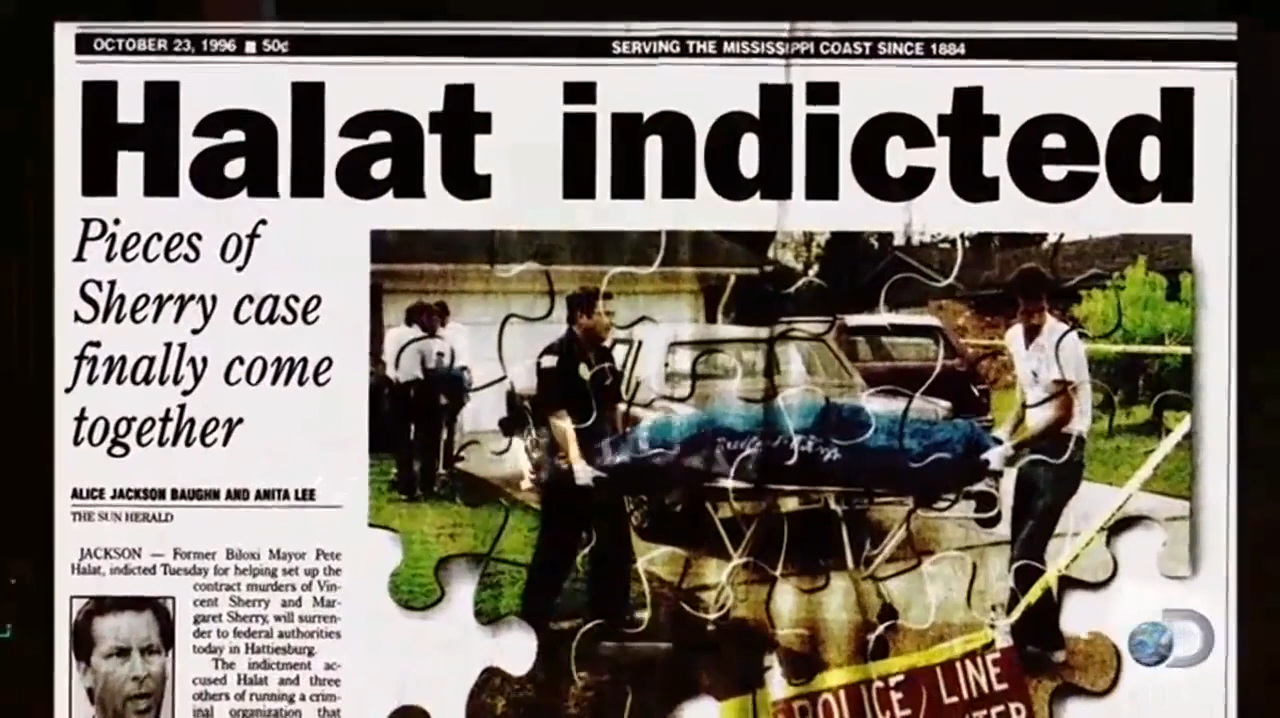 OCTOBER 23, 1996 ■ 50¢
SERVING THE MISSISSIPPI COAST SINCE 1884
Halat indicted
Pieces of
Sherry case
finally come
together
ALICE JACKSON BAUGHN AND ANITA LEE
THE SUN HERALD
JACKSON — Former Biloxi Mayor Pete
Halat, indicted Tuesday for helping set up the
contract murders of Vin-
cent Sherry and Mar-
garet Sherry, will surren-
der to federal authorities
today in Hattiesburg.
The indictment ac-
cused Halat and three
others of running a crim-
inal organization that
POLICE LINE
D